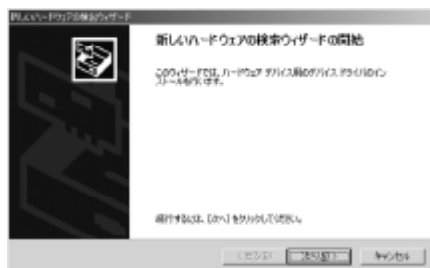 新しいハードウェアの検索ウィザード
新しいハードウェアの検索ウィザードの開始
このウィザードでは、ハードウェア デバイス用のデバイス ドライバのイン
ストールを行います。
続行するには、[次へ] をクリックしてください。
< 戻る(B)
次へ(N) >
キャンセル